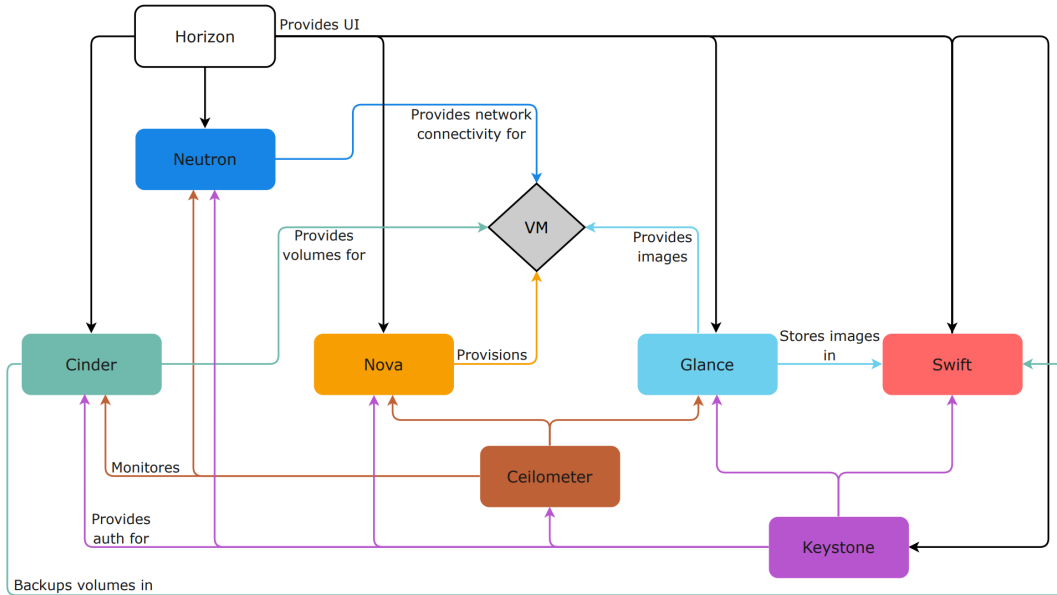 Horizon
Provides UI
Provides network
connectivity for
Neutron
VM
Provides
volumes for
Provides
images
Cinder
Nova
Provisions
Glance
Stores images
in
Swift
Monitores
Ceilometer
Provides
auth for
Keystone
Backups volumes in